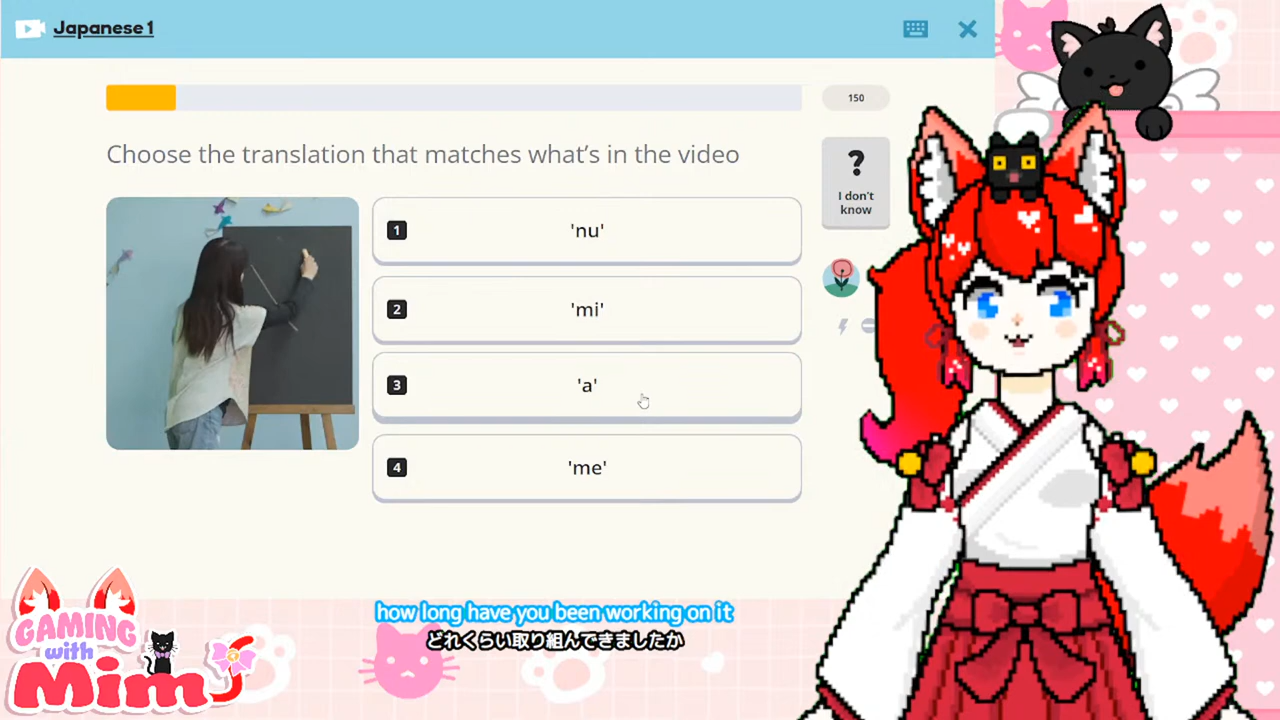 Japanese 1
150
Choose the translation that matches what's in the video
?
I don't
know
1 'nu'
2 'mi'
3 'a'
4 'me'
how long have you been working on it
どれくらい取り組んできましたか
GAMING
with
Mim